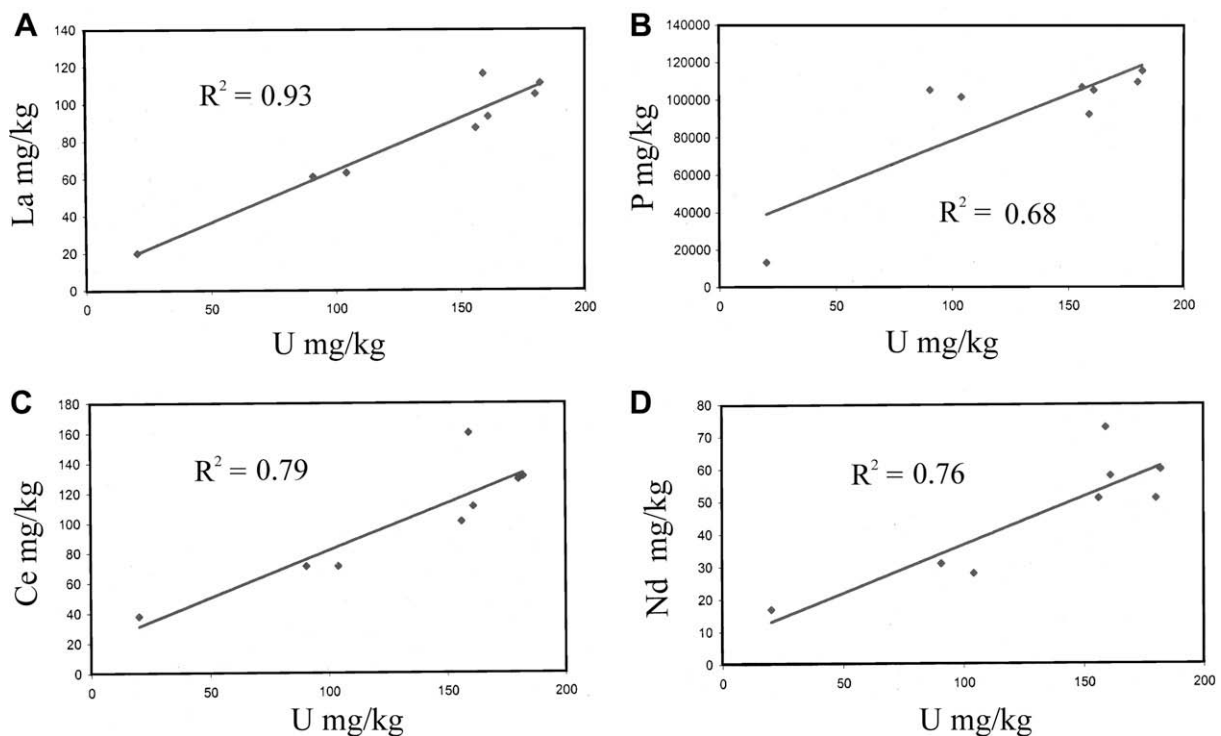 A
La mg/kg
140
120
100
80
60
40
20
0
R² = 0.93
0 50 100 150 200
U mg/kg
B
P mg/kg
140000
120000
100000
80000
60000
40000
20000
0
R² = 0.68
0 50 100 150 200
U mg/kg
C
Ce mg/kg
180
160
140
120
100
80
60
40
20
0
R² = 0.79
0 50 100 150 200
U mg/kg
D
Nd mg/kg
80
70
60
50
40
30
20
10
0
R² = 0.76
0 50 100 150 200
U mg/kg